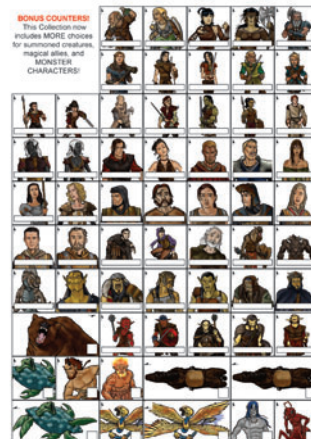 BONUS COUNTERS!
This Collection now
includes MORE choices
for summoned creatures,
magical allies, and
MONSTER
CHARACTERS!